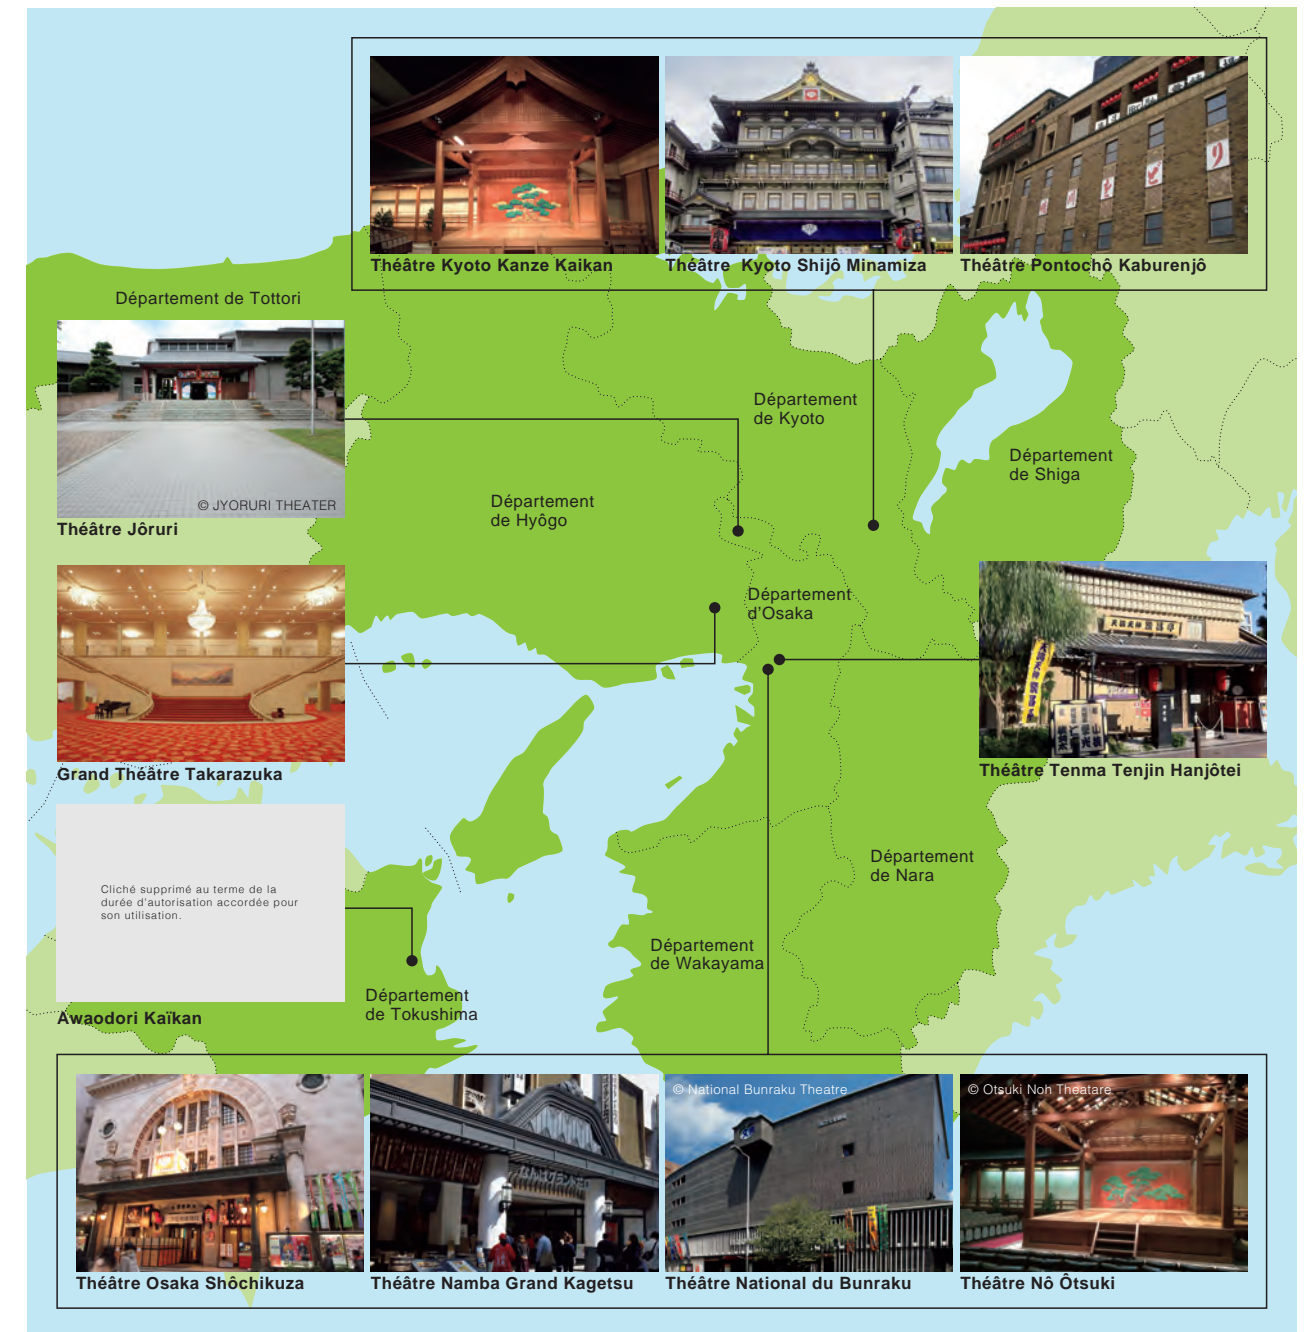 Théâtre Kyoto Kanze Kaikan
Théâtre Kyoto Shijô Minamiza
Théâtre Pontochô Kaburenjô
Département de Tottori
© JYORURI THEATER
Théâtre Jôruri
Département
de Kyoto
Département
de Shiga
Département
de Hyôgo
Département
d'Osaka
Grand Théâtre Takarazuka
Théâtre Tenma Tenjin Hanjôtei
Cliché supprimé au terme de la
durée d'autorisation accordée pour
son utilisation.
Awaodori Kaïkan
Département
de Nara
Département
de Wakayama
Département
de Tokushima
© National Bunraku Theatre
© Otsuki Noh Theatare
Théâtre Osaka Shôchikuza
Théâtre Namba Grand Kagetsu
Théâtre National du Bunraku
Théâtre Nô Ôtsuki